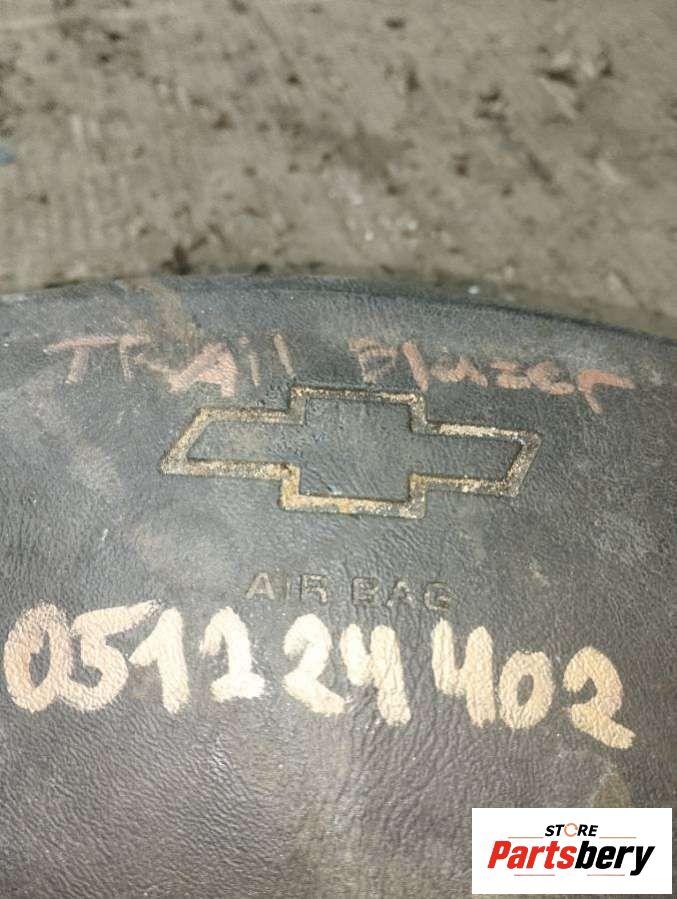 TRAil Blazer
AIR BAG
051224402
STORE
Partsbery